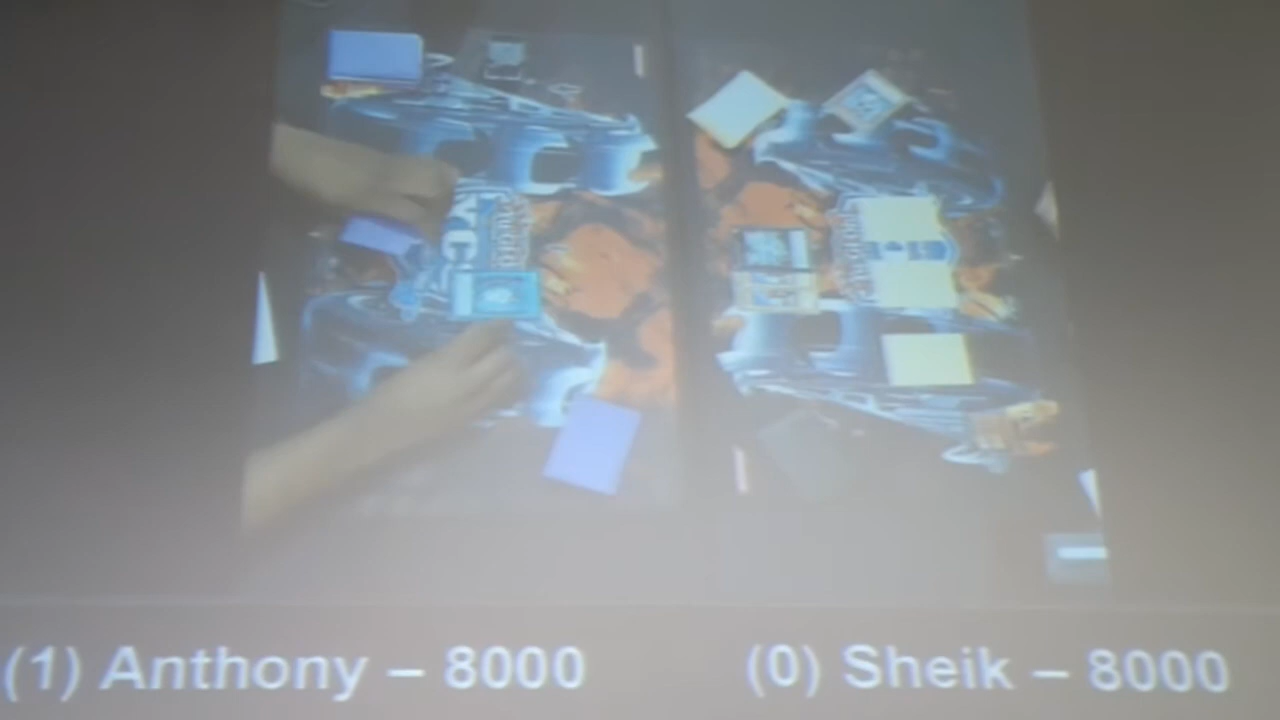 (1) Anthony – 8000
(0) Sheik – 8000